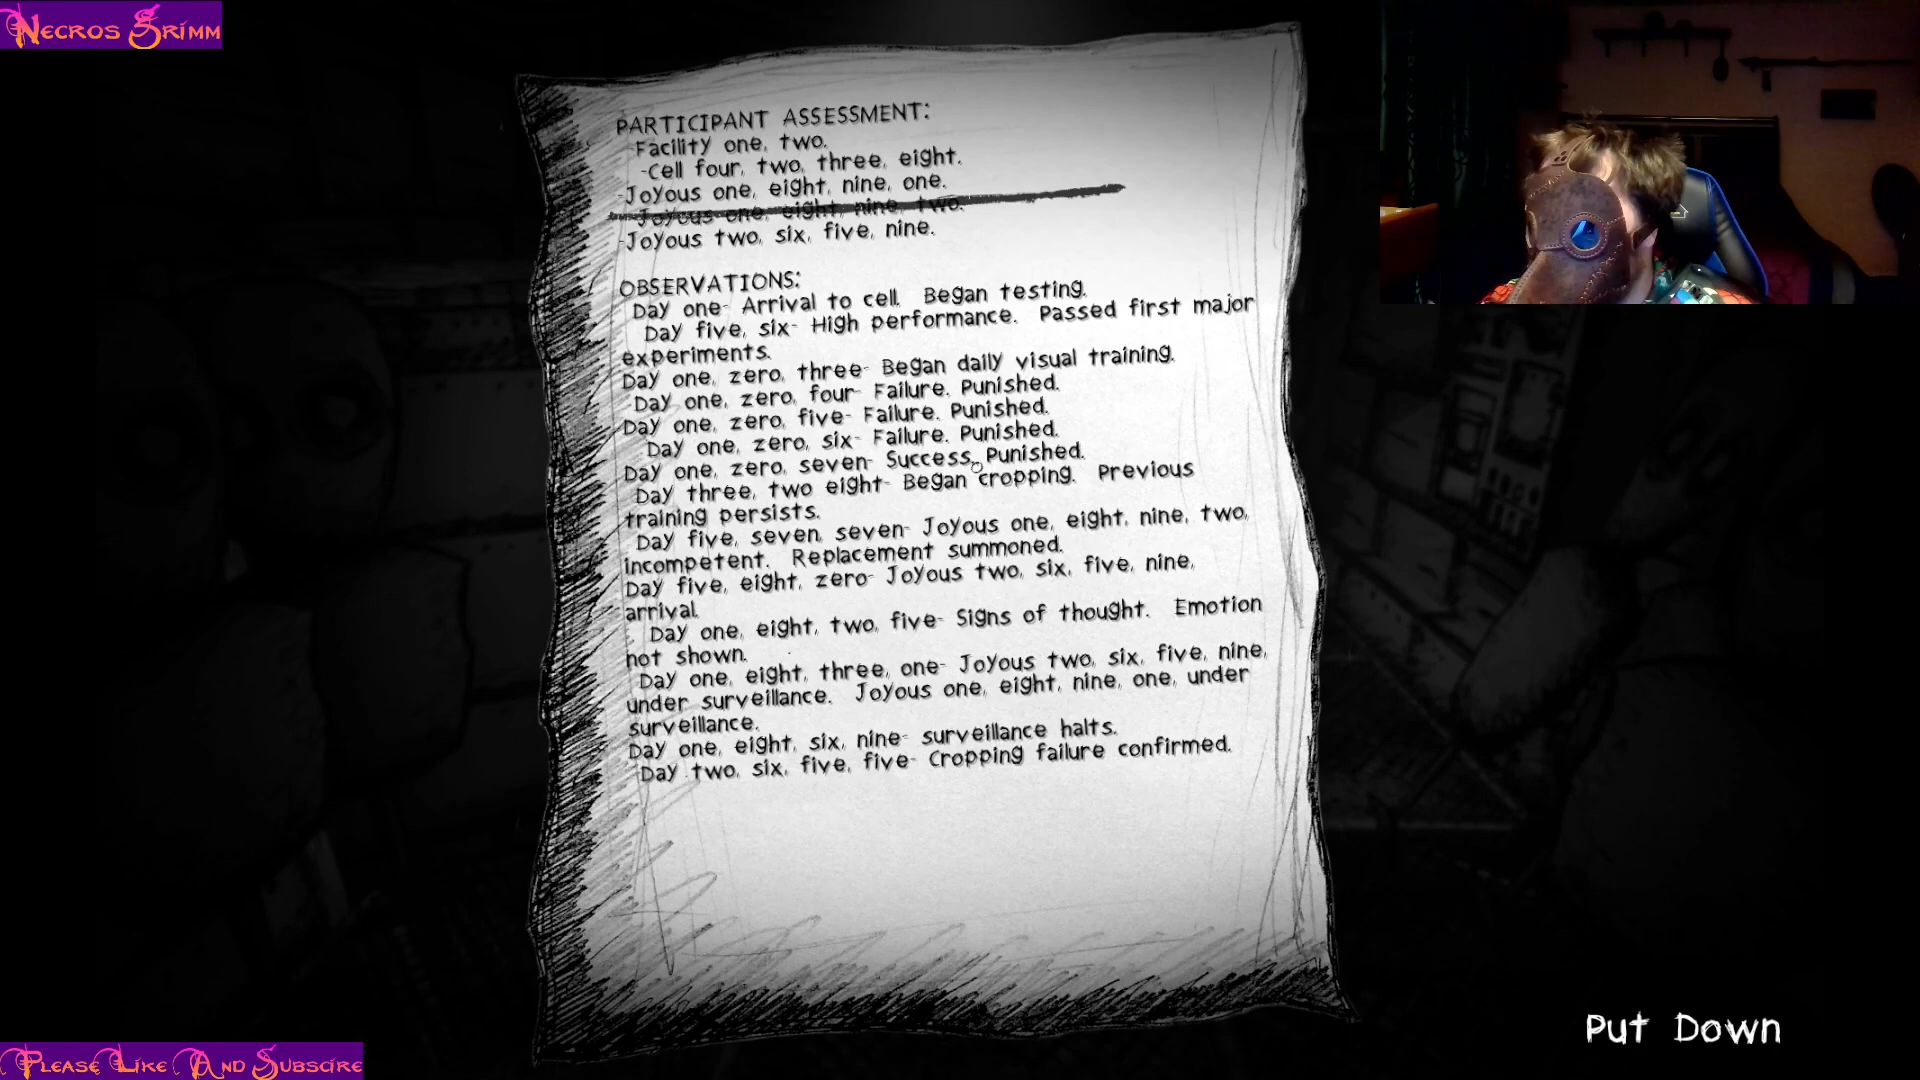 Necros Grimm
PARTICIPANT ASSESSMENT:
-Facility one, two.
-Cell four, two, three, eight.
-Joyous one, eight, nine, one.
-Joyous one, eight, nine, two.
-Joyous two, six, five, nine.
OBSERVATIONS:
Day one- Arrival to cell. Began testing.
Day five, six- High performance. Passed first major
experiments.
Day one, zero, three- Began daily visual training.
Day one, zero, four- Failure. Punished.
Day one, zero, five- Failure. Punished.
Day one, zero, six- Failure. Punished.
Day one, zero, seven- Success. Punished.
Day three, two eight- Began cropping. Previous
training persists.
Day five, seven, seven- Joyous one, eight, nine, two,
incompetent. Replacement summoned.
Day five, eight, zero- Joyous two, six, five, nine,
arrival.
Day one, eight, two, five- Signs of thought. Emotion
not shown.
Day one, eight, three, one- Joyous two, six, five, nine,
under surveillance. Joyous one, eight, nine, one, under
surveillance.
Day one, eight, six, nine- surveillance halts.
Day two, six, five, five- Cropping failure confirmed.
Put Down
Please Like And Subscire